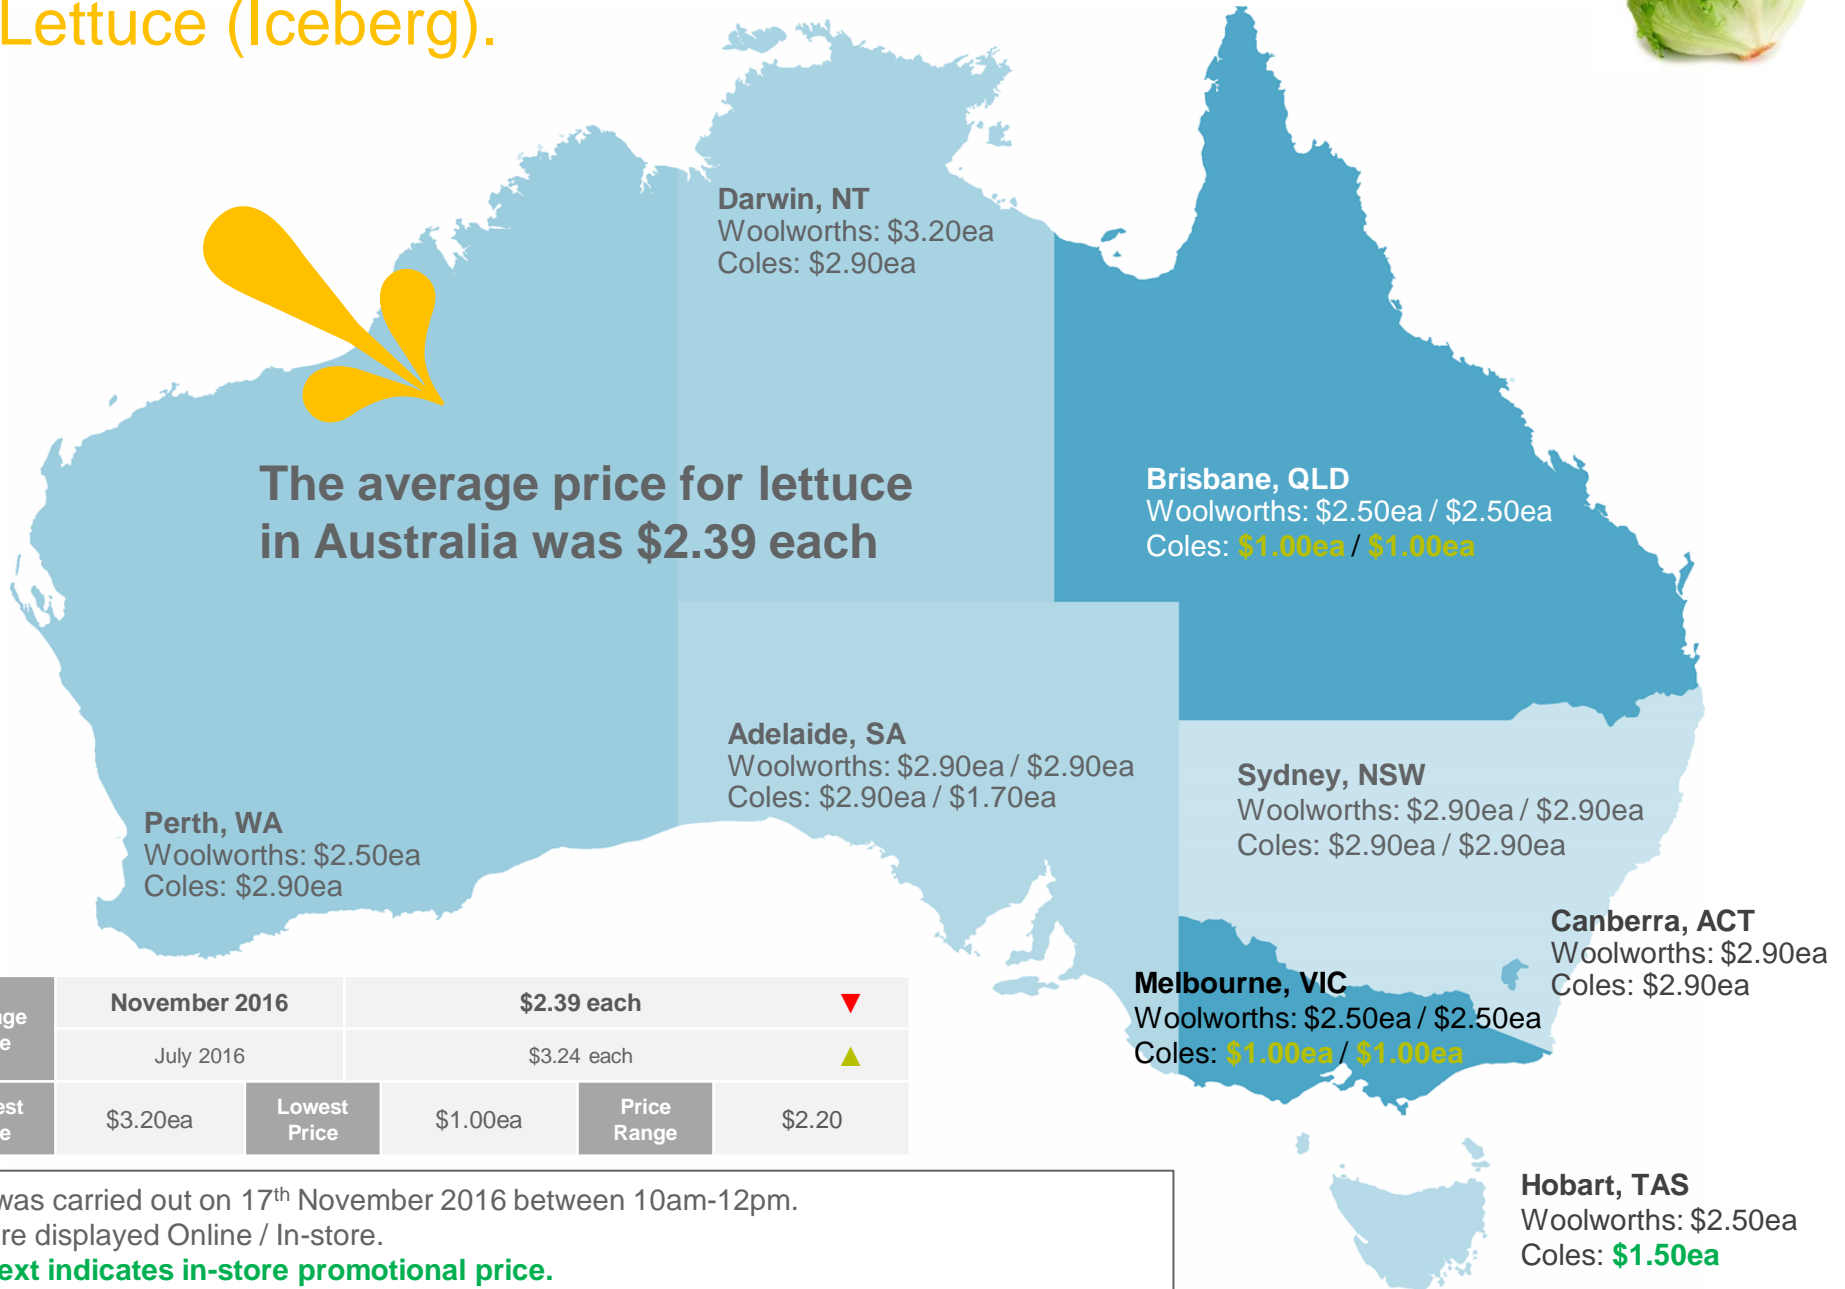 Lettuce (Iceberg).
Darwin, NT
Woolworths: $3.20ea
Coles: $2.90ea
The average price for lettuce
in Australia was $2.39 each
Brisbane, QLD
Woolworths: $2.50ea / $2.50ea
Coles: $1.00ea / $1.00ea
Adelaide, SA
Woolworths: $2.90ea / $2.90ea
Coles: $2.90ea / $1.70ea
Sydney, NSW
Woolworths: $2.90ea / $2.90ea
Coles: $2.90ea / $2.90ea
Perth, WA
Woolworths: $2.50ea
Coles: $2.90ea
Canberra, ACT
Woolworths: $2.90ea
Coles: $2.90ea
Melbourne, VIC
Woolworths: $2.50ea / $2.50ea
Coles: $1.00ea / $1.00ea
November 2016 $2.39 each ▼
July 2016 $3.24 each ▲
$3.20ea Lowest Price $1.00ea Price Range $2.20
Hobart, TAS
Woolworths: $2.50ea
Coles: $1.50ea
was carried out on 17th November 2016 between 10am-12pm.
re displayed Online / In-store.
ext indicates in-store promotional price.